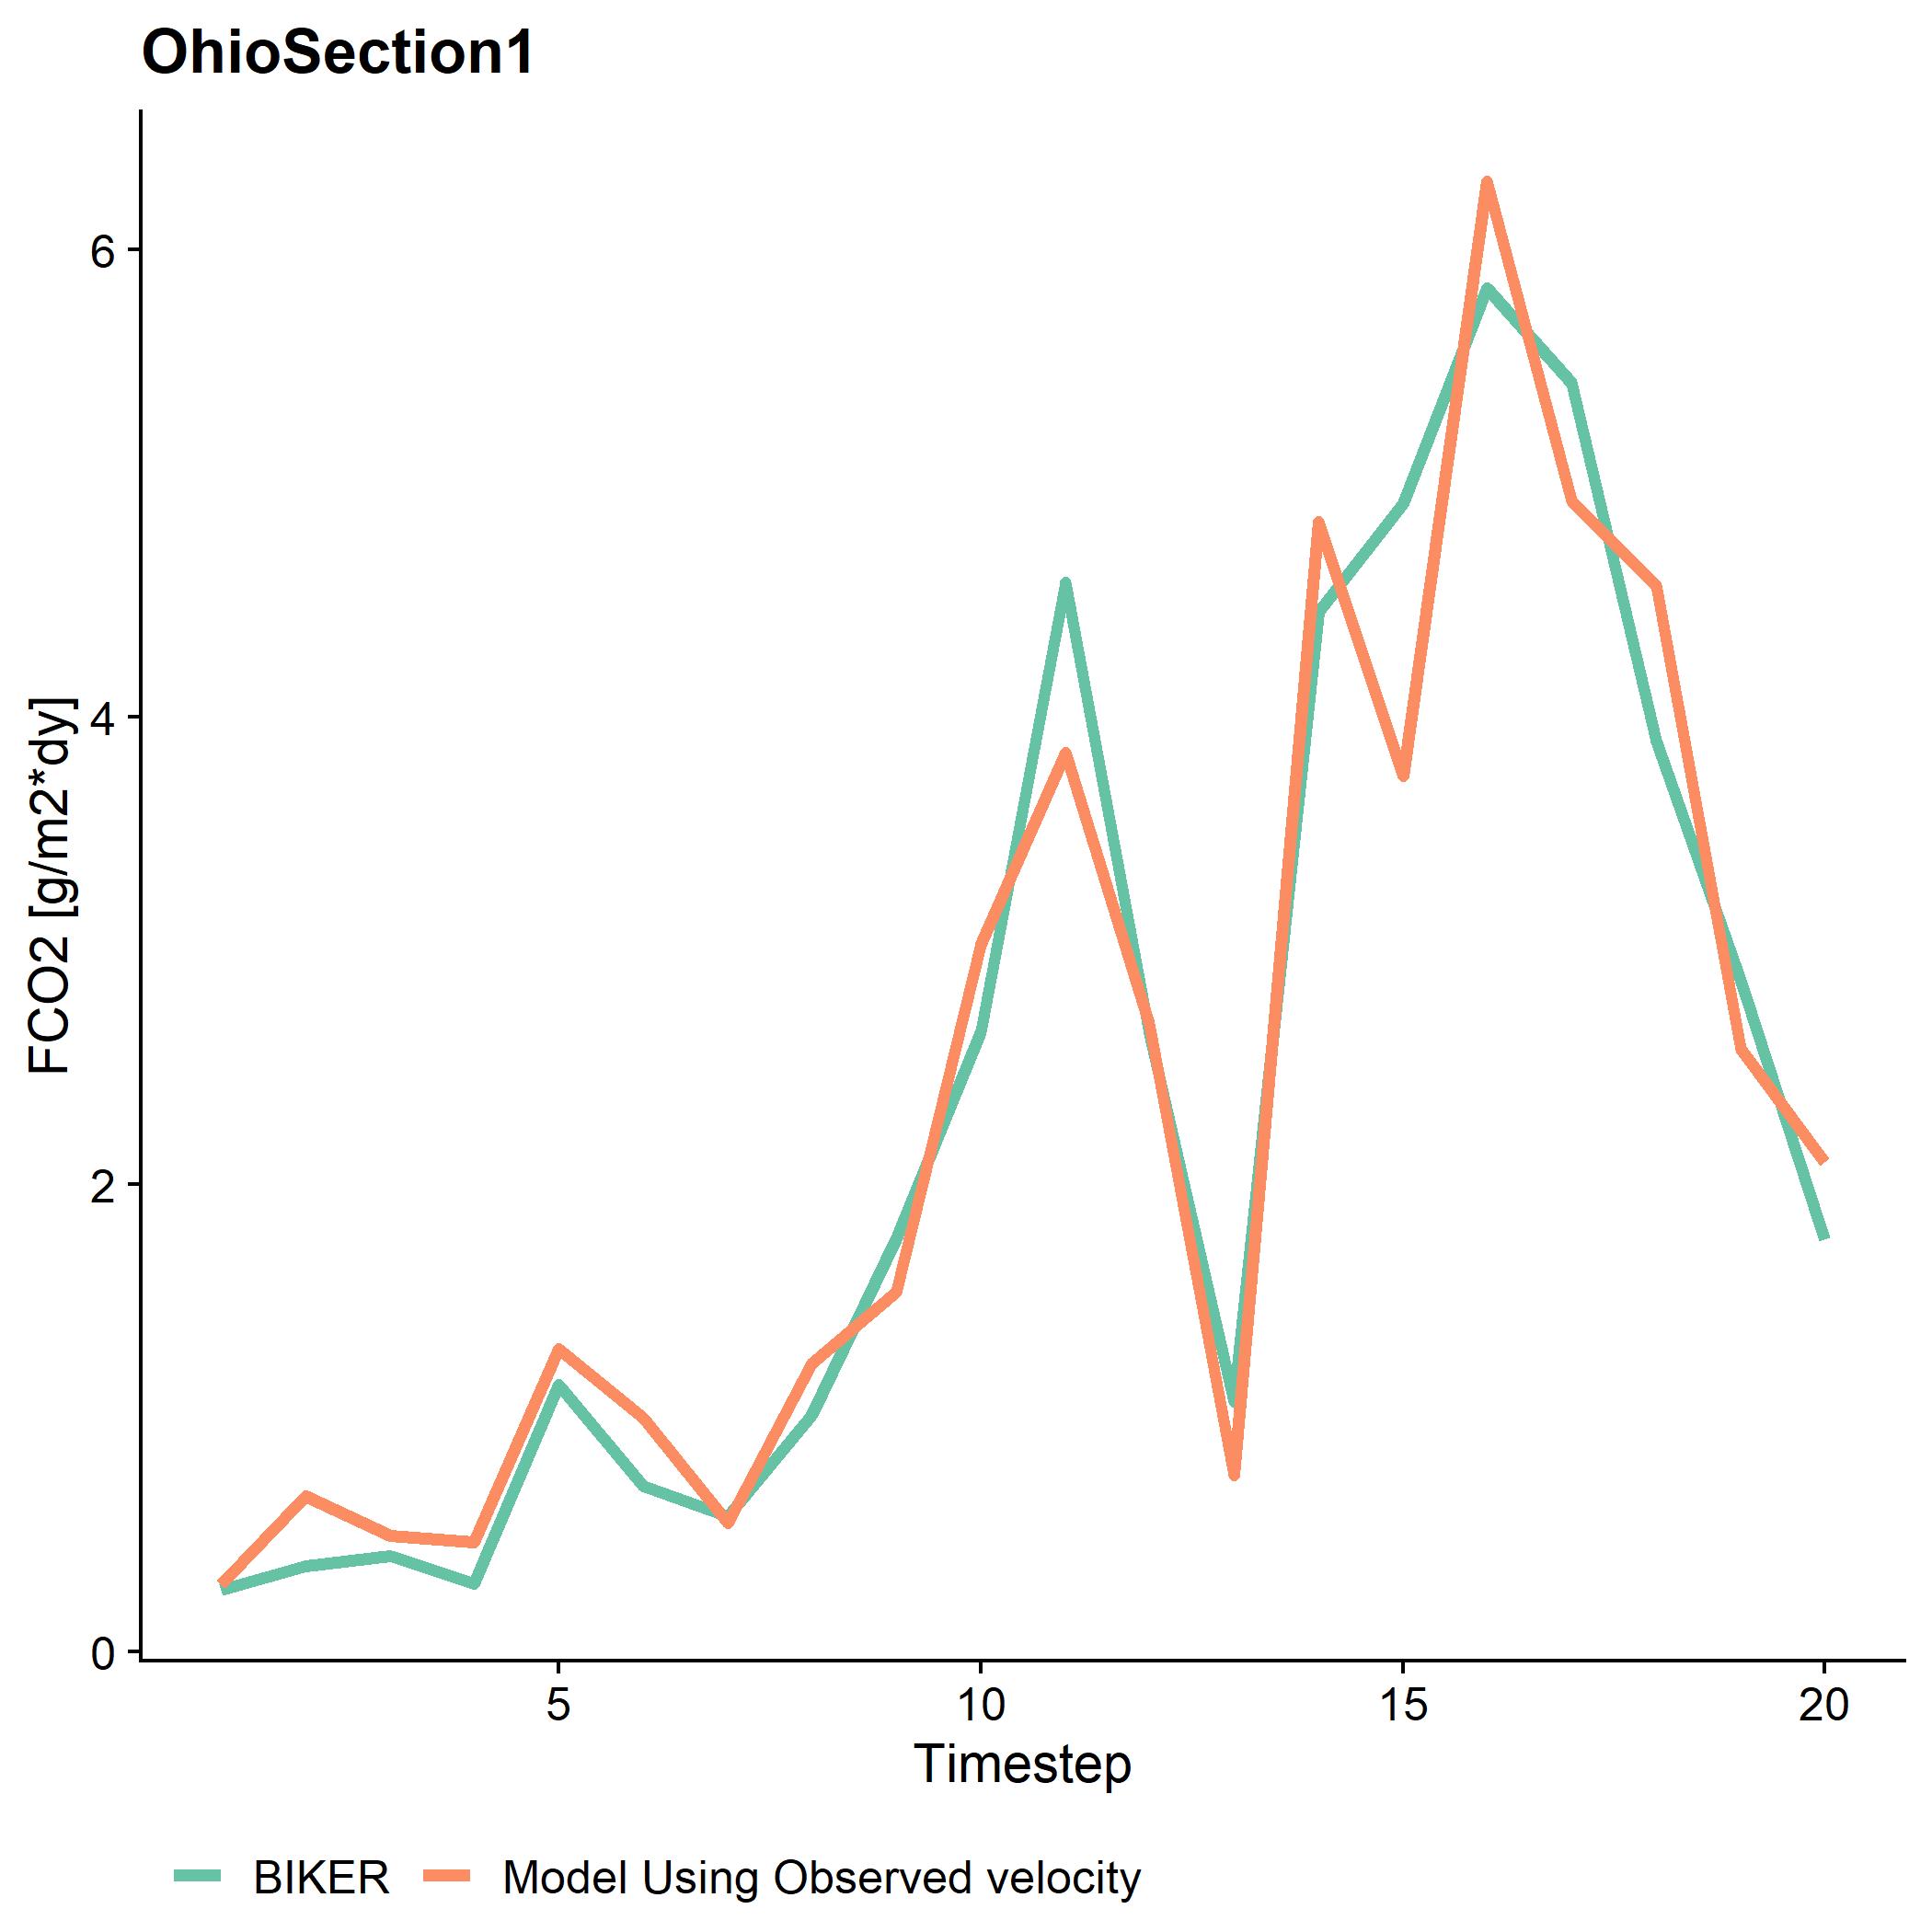 OhioSection1
FCO2 [g/m2*dy]
6
4
2
0
5 10 15 20
Timestep
BIKER Model Using Observed velocity